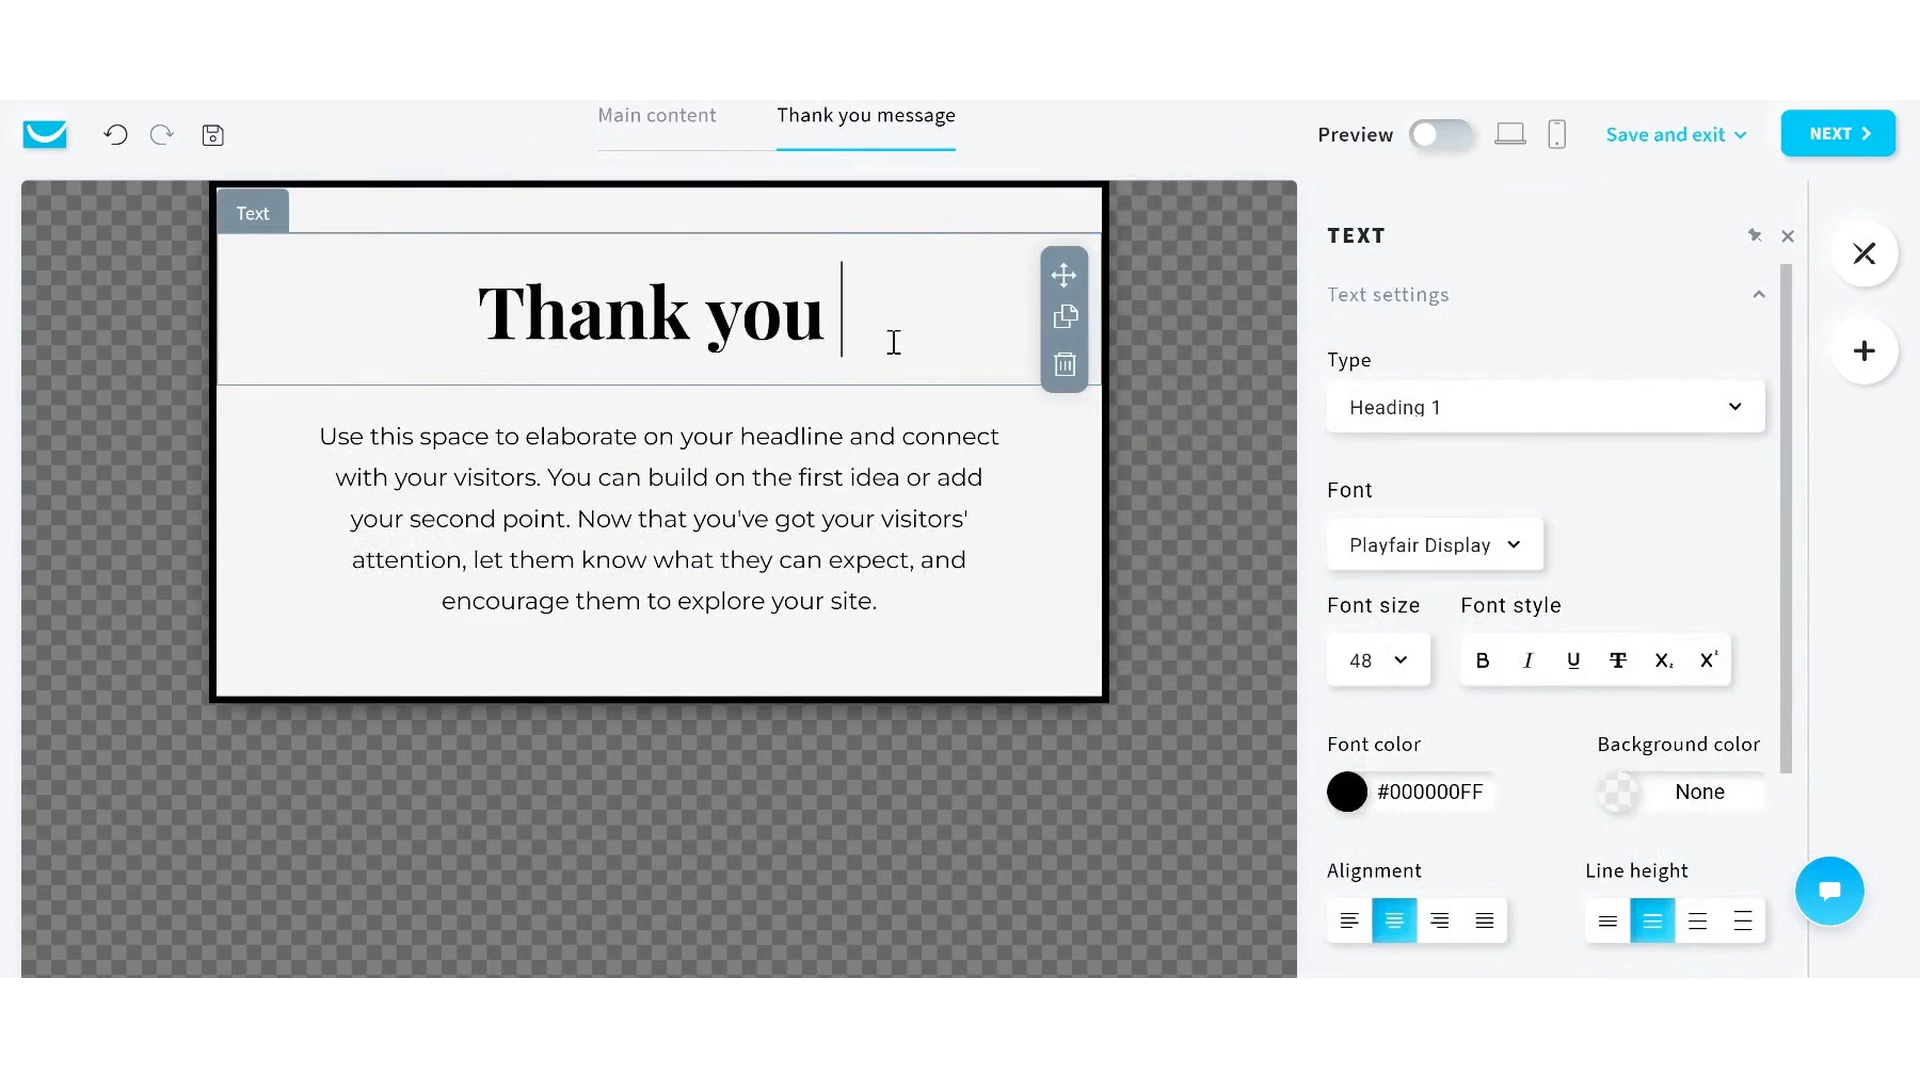 Main content
Thank you message
Preview
Save and exit
NEXT
Text
Thank you
Use this space to elaborate on your headline and connect
with your visitors. You can build on the first idea or add
your second point. Now that you've got your visitors'
attention, let them know what they can expect, and
encourage them to explore your site.
TEXT
Text settings
Type
Heading 1
Font
Playfair Display
Font size
Font style
48
B I U T X₂ X²
Font color
Background color
#000000FF
None
Alignment
Line height